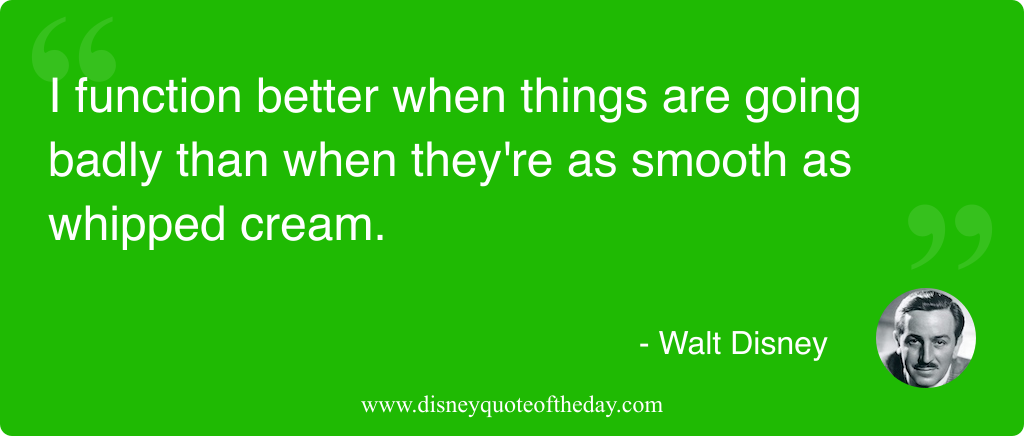 I function better when things are going
badly than when they're as smooth as
whipped cream.
- Walt Disney
www.disneyquoteoftheday.com